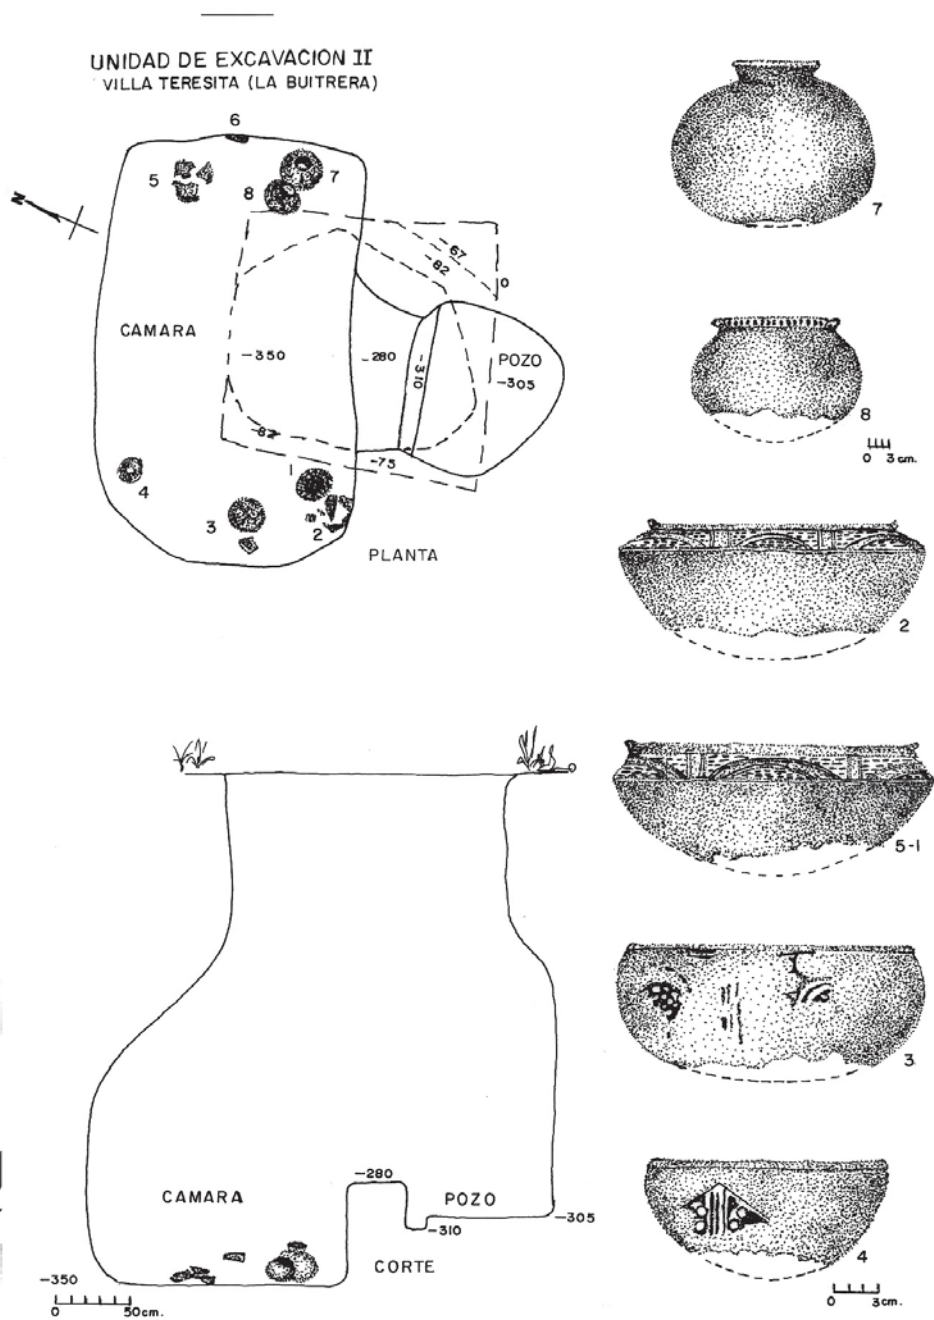 UNIDAD DE EXCAVACION II
VILLA TERESITA (LA BUITRERA)
6
5
7
8
N
-67
-82
0
CAMARA
-350
-280
-310
POZO
-305
-82
-75
4
1
3
2
PLANTA
CAMARA
-280
POZO
-310
-305
CORTE
-350
0 50cm.
7
8
0 3cm.
2
5-1
3
4
0 3cm.